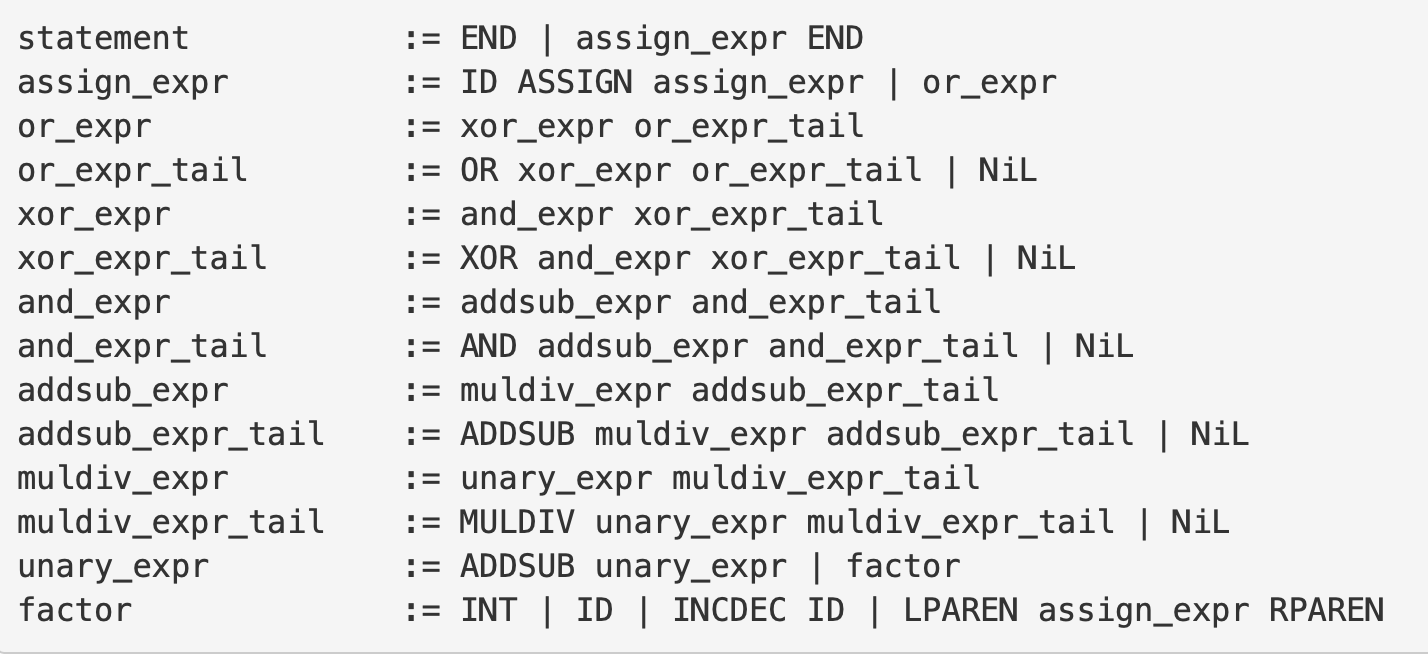 statement := END | assign_expr END
assign_expr := ID ASSIGN assign_expr | or_expr
or_expr := xor_expr or_expr_tail
or_expr_tail := OR xor_expr or_expr_tail | NiL
xor_expr := and_expr xor_expr_tail
xor_expr_tail := XOR and_expr xor_expr_tail | NiL
and_expr := addsub_expr and_expr_tail
and_expr_tail := AND addsub_expr and_expr_tail | NiL
addsub_expr := muldiv_expr addsub_expr_tail
addsub_expr_tail := ADDSUB muldiv_expr addsub_expr_tail | NiL
muldiv_expr := unary_expr muldiv_expr_tail
muldiv_expr_tail := MULDIV unary_expr muldiv_expr_tail | NiL
unary_expr := ADDSUB unary_expr | factor
factor := INT | ID | INCDEC ID | LPAREN assign_expr RPAREN